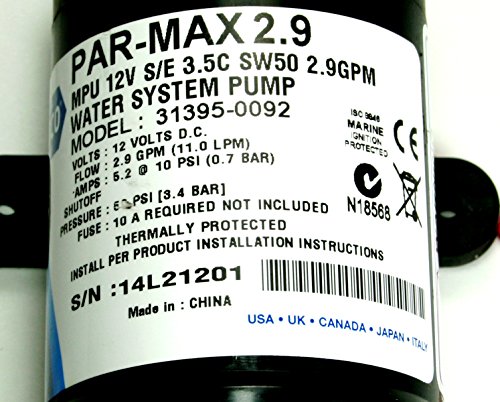 PAR-MAX 2.9
MPU 12V S/E 3.5C SW50 2.9GPM
WATER SYSTEM PUMP
MODEL : 31395-0092
VOLTS : 12 VOLTS D.C.
FLOW : 2.9 GPM (11.0 LPM)
AMPS : 5.2 @ 10 PSI (0.7 BAR)
SHUTOFF
PRESSURE : PSI [3.4 BAR]
FUSE : 10 A REQUIRED NOT INCLUDED
THERMALLY PROTECTED
INSTALL PER PRODUCT INSTALLATION INSTRUCTIONS
S/N :14L21201
Made in : CHINA
USA • UK • CANADA • JAPAN • ITALY
ISO 8846
MARINE
IGNITION
PROTECTED
CE
N18568